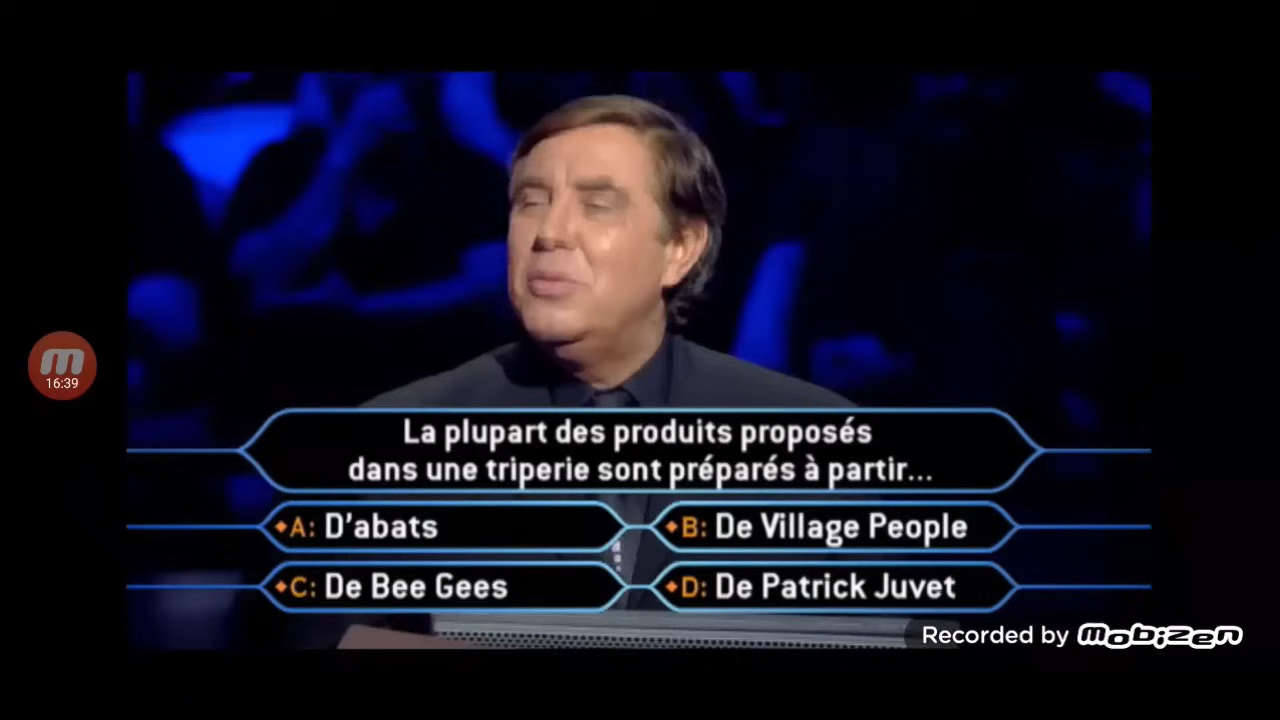 La plupart des produits proposés
dans une triperie sont préparés à partir...
A: D'abats
B: De Village People
C: De Bee Gees
D: De Patrick Juvet
16:39
Recorded by Mobizen